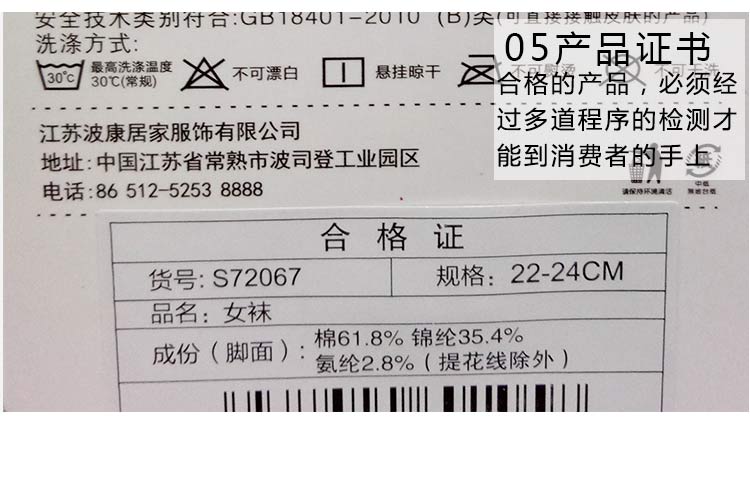 安全技术类别符合:GB18401-2010 (B)类(可直接接触皮肤的产品)
洗涤方式:
30°C
最高洗涤温度
30℃(常规)
不可漂白
悬挂晾干
不可熨烫
不可干洗
05产品证书
合格的产品，必须经
过多道程序的检测才
能到消费者的手上
江苏波康居家服饰有限公司
地址: 中国江苏省常熟市波司登工业园区
电话: 86 512-5253 8888
请保持环境清洁
中低
合格证
货号: S72067
规格: 22-24CM
品名: 女袜
成份（脚面）:
棉61.8% 锦纶35.4%
氨纶2.8%（提花线除外）